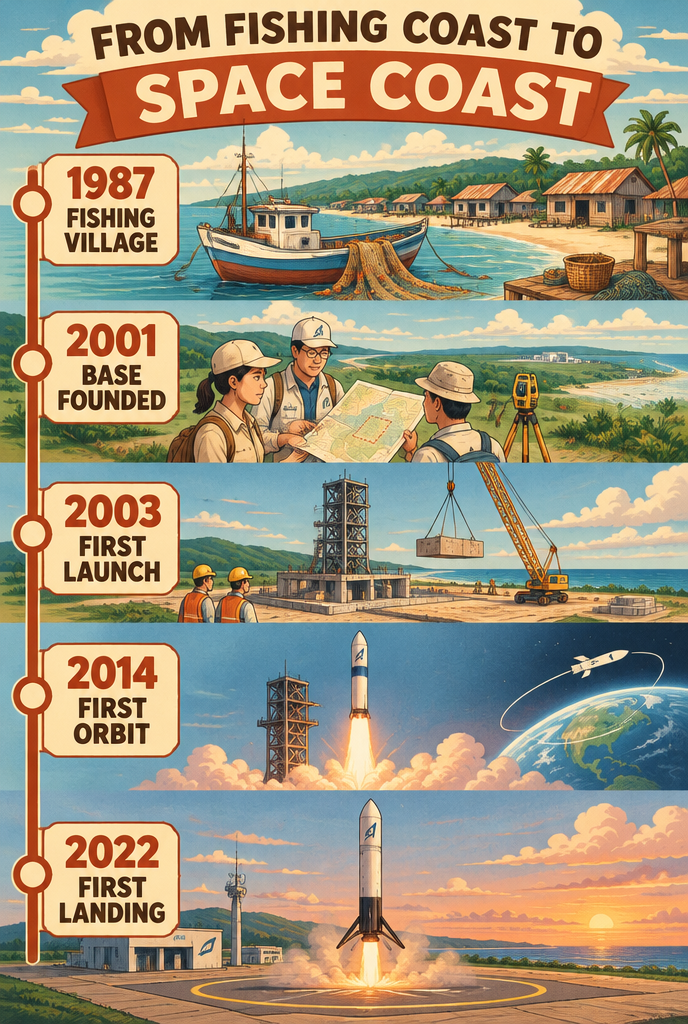 FROM FISHING COAST TO
SPACE COAST
1987
FISHING
VILLAGE
2001
BASE
FOUNDED
2003
FIRST
LAUNCH
2014
FIRST
ORBIT
2022
FIRST
LANDING